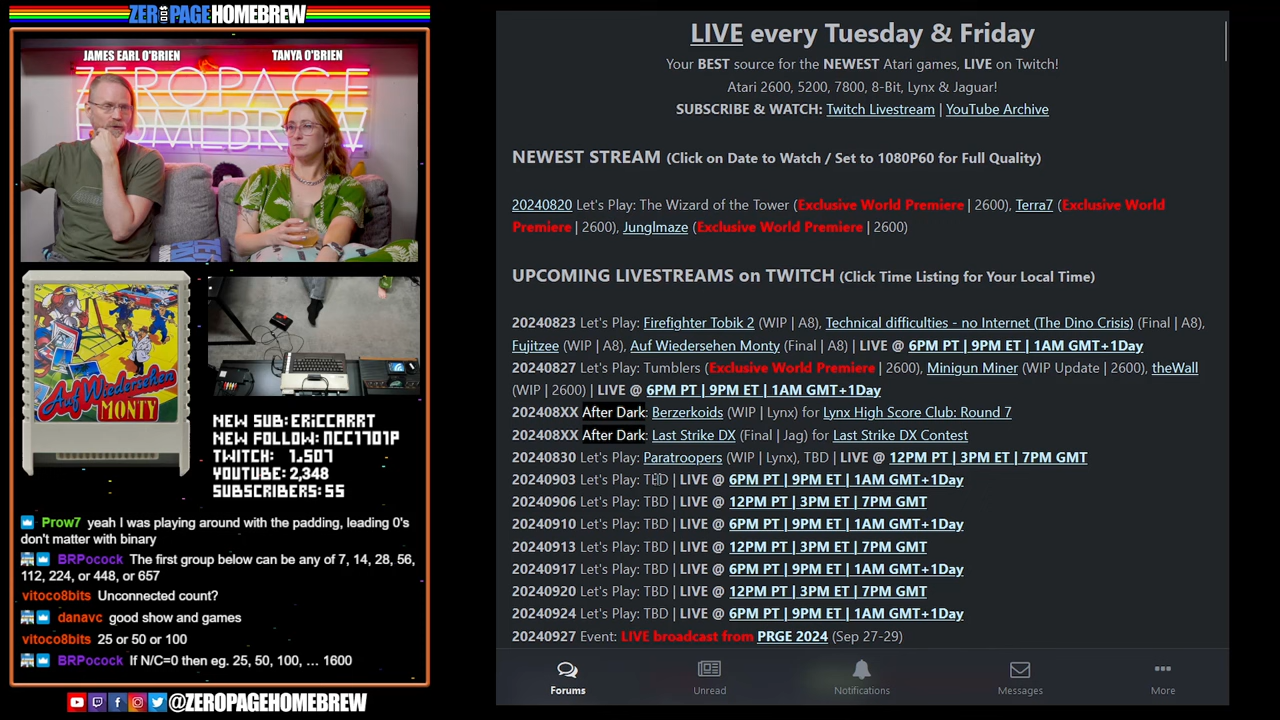 ZEROPAGE HOMEBREW
JAMES EARL O'BRIEN
TANYA O'BRIEN
ZEROPAGE
HOMEBREW
Auf Wiedersehen
MONTY
NEW SUB: ERICCARRT
NEW FOLLOW: NCC1701P
TWITCH: 1,507
YOUTUBE: 2,348
SUBSCRIBERS: 55
Prow7 yeah I was playing around with the padding, leading 0's
don't matter with binary
BRPocock The first group below can be any of 7, 14, 28, 56,
112, 224, or 448, or 657
vitoco8bits Unconnected count?
danavc good show and games
vitoco8bits 25 or 50 or 100
BRPocock If N/C=0 then eg. 25, 50, 100, … 1600
@ZEROPAGEHOMEBREW
LIVE every Tuesday & Friday
Your BEST source for the NEWEST Atari games, LIVE on Twitch!
Atari 2600, 5200, 7800, 8-Bit, Lynx & Jaguar!
SUBSCRIBE & WATCH: Twitch Livestream | YouTube Archive
NEWEST STREAM (Click on Date to Watch / Set to 1080P60 for Full Quality)
20240820 Let's Play: The Wizard of the Tower (Exclusive World Premiere | 2600), Terra7 (Exclusive World
Premiere | 2600), Junglmaze (Exclusive World Premiere | 2600)
UPCOMING LIVESTREAMS on TWITCH (Click Time Listing for Your Local Time)
20240823 Let's Play: Firefighter Tobik 2 (WIP | A8), Technical difficulties - no Internet (The Dino Crisis) (Final | A8),
Fujitzee (WIP | A8), Auf Wiedersehen Monty (Final | A8) | LIVE @ 6PM PT | 9PM ET | 1AM GMT+1Day
20240827 Let's Play: Tumblers (Exclusive World Premiere | 2600), Minigun Miner (WIP Update | 2600), theWall
(WIP | 2600) | LIVE @ 6PM PT | 9PM ET | 1AM GMT+1Day
202408XX After Dark: Berzerkoids (WIP | Lynx) for Lynx High Score Club: Round 7
202408XX After Dark: Last Strike DX (Final | Jag) for Last Strike DX Contest
20240830 Let's Play: Paratroopers (WIP | Lynx), TBD | LIVE @ 12PM PT | 3PM ET | 7PM GMT
20240903 Let's Play: TBD | LIVE @ 6PM PT | 9PM ET | 1AM GMT+1Day
20240906 Let's Play: TBD | LIVE @ 12PM PT | 3PM ET | 7PM GMT
20240910 Let's Play: TBD | LIVE @ 6PM PT | 9PM ET | 1AM GMT+1Day
20240913 Let's Play: TBD | LIVE @ 12PM PT | 3PM ET | 7PM GMT
20240917 Let's Play: TBD | LIVE @ 6PM PT | 9PM ET | 1AM GMT+1Day
20240920 Let's Play: TBD | LIVE @ 12PM PT | 3PM ET | 7PM GMT
20240924 Let's Play: TBD | LIVE @ 6PM PT | 9PM ET | 1AM GMT+1Day
20240927 Event: LIVE broadcast from PRGE 2024 (Sep 27-29)
Forums
Unread
Notifications
Messages
More